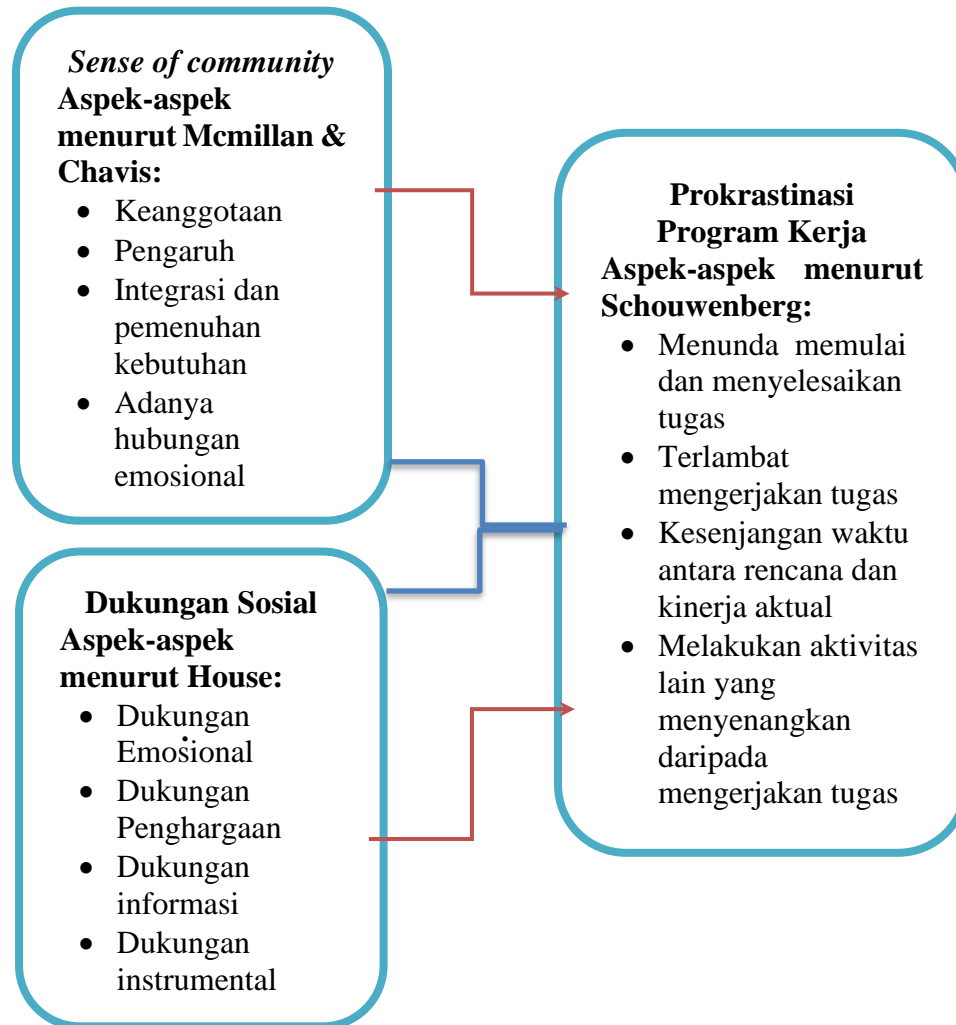 Sense of community
Aspek-aspek
menurut Mcmillan &
Chavis:
• Keanggotaan
• Pengaruh
• Integrasi dan
pemenuhan
kebutuhan
• Adanya
hubungan
emosional
Dukungan Sosial
Aspek-aspek
menurut House:
• Dukungan
Emosional
• Dukungan
Penghargaan
• Dukungan
informasi
• Dukungan
instrumental
Prokrastinasi
Program Kerja
Aspek-aspek menurut
Schouwenberg:
• Menunda memulai
dan menyelesaikan
tugas
• Terlambat
mengerjakan tugas
• Kesenjangan waktu
antara rencana dan
kinerja aktual
• Melakukan aktivitas
lain yang
menyenangkan
daripada
mengerjakan tugas